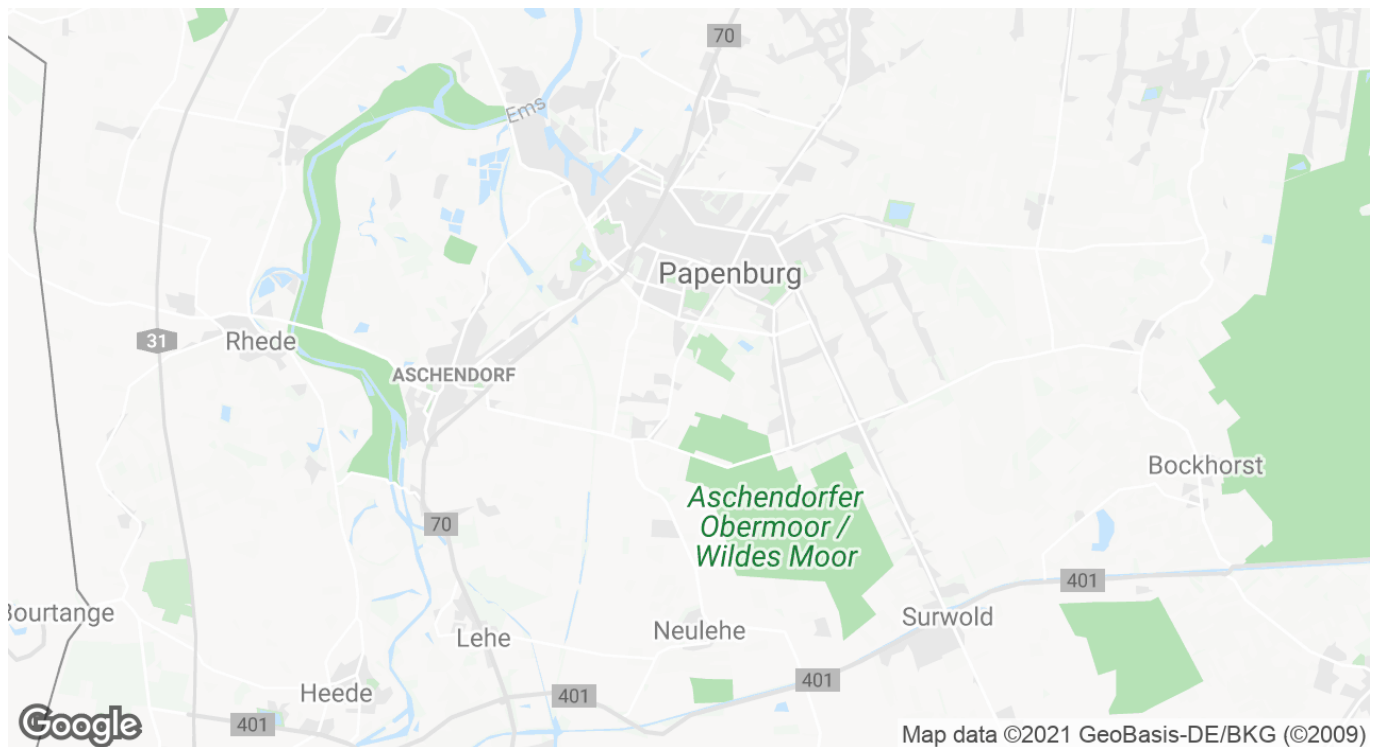 70
Ems
Papenburg
31
Rhede
ASCHENDORF
Bockhorst
Aschendorfer
Obermoor /
Wildes Moor
70
401
Bourtange
Surwold
Neulehe
Lehe
401
Heede
401
401
Google
Map data ©2021 GeoBasis-DE/BKG (©2009)